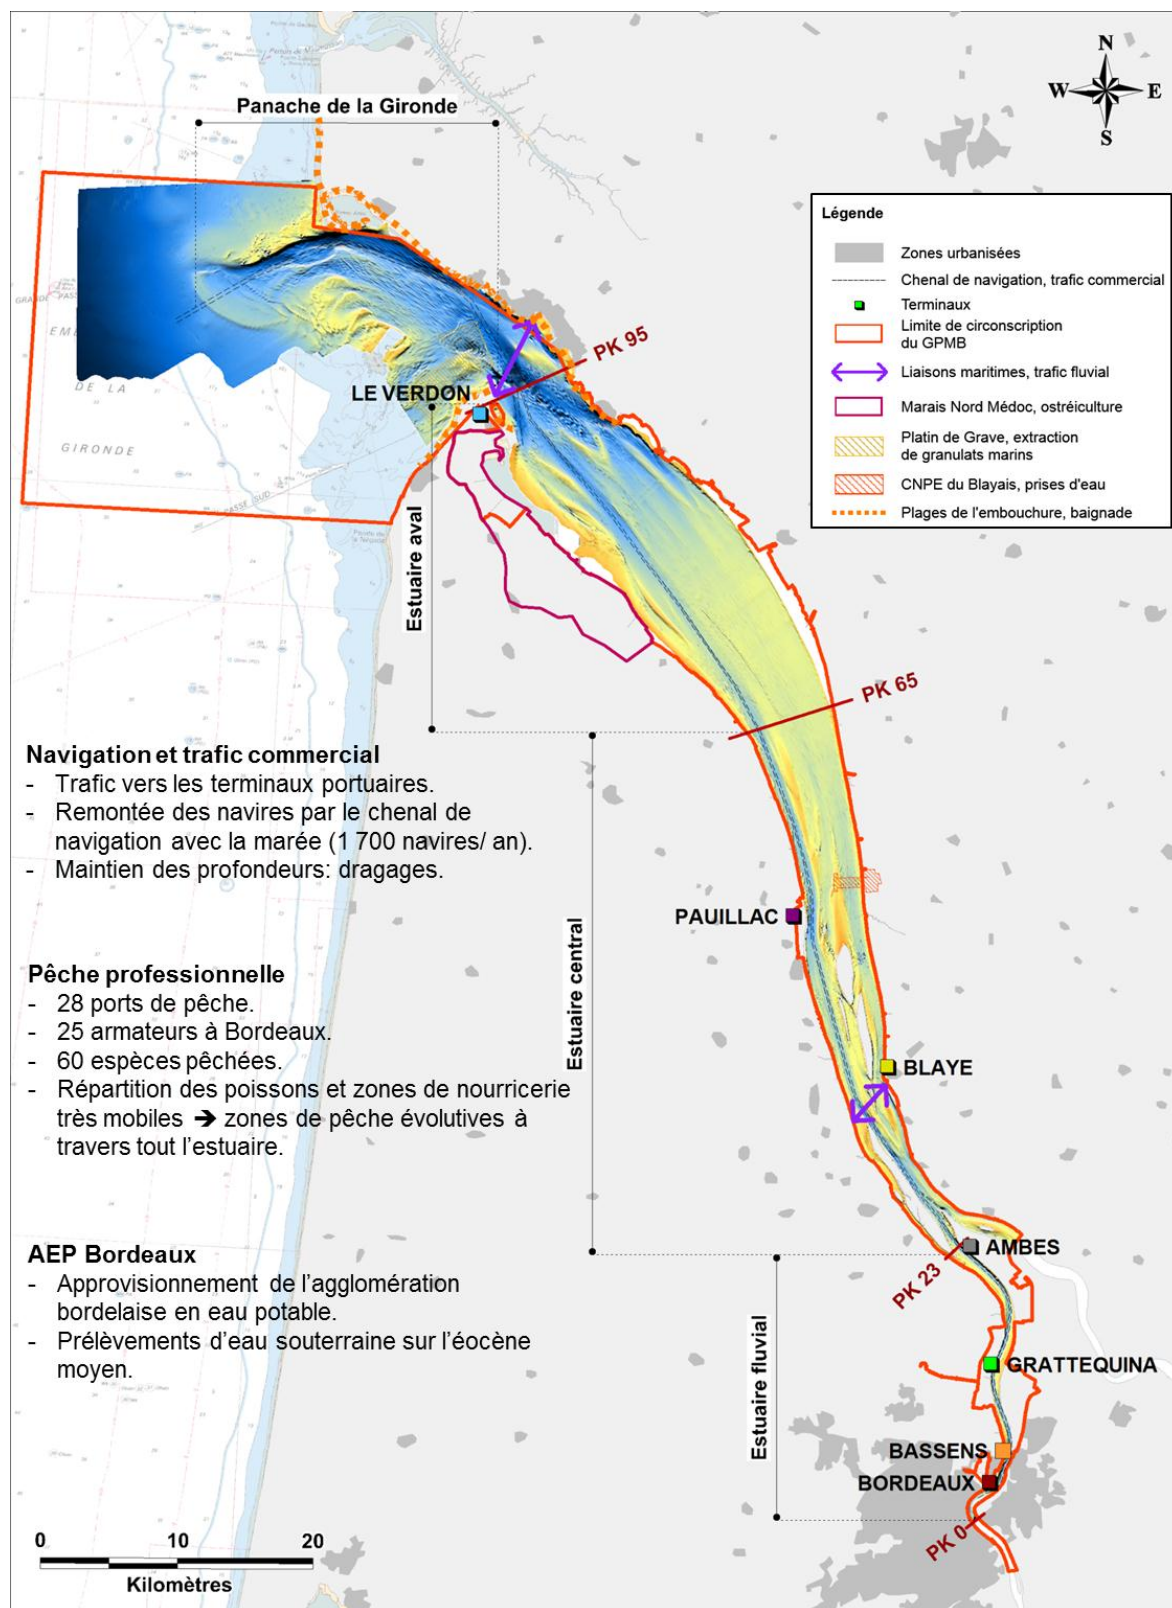 N
W
E
S
Panache de la Gironde
Légende
Zones urbanisées
Chenal de navigation, trafic commercial
Terminaux
Limite de circonscription
du GPMB
Liaisons maritimes, trafic fluvial
Marais Nord Médoc, ostréiculture
Platin de Grave, extraction
de granulats marins
CNPE du Blayais, prises d'eau
Plages de l'embouchure, baignade
PK 95
LE VERDON
DE LA
GIRONDE
PASSE SUD
Estuaire aval
PK 65
Navigation et trafic commercial
- Trafic vers les terminaux portuaires.
- Remontée des navires par le chenal de
navigation avec la marée (1 700 navires/ an).
- Maintien des profondeurs: dragages.
PAUILLAC
Estuaire central
Pêche professionnelle
- 28 ports de pêche.
- 25 armateurs à Bordeaux.
- 60 espèces pêchées.
- Répartition des poissons et zones de nourricerie
très mobiles ➔ zones de pêche évolutives à
travers tout l'estuaire.
BLAYE
AMBES
PK 23
AEP Bordeaux
- Approvisionnement de l'agglomération
bordelaise en eau potable.
- Prélèvements d'eau souterraine sur l'éocène
moyen.
Estuaire fluvial
GRATTEQUINA
BASSENS
BORDEAUX
PK 0
0 10 20
Kilomètres